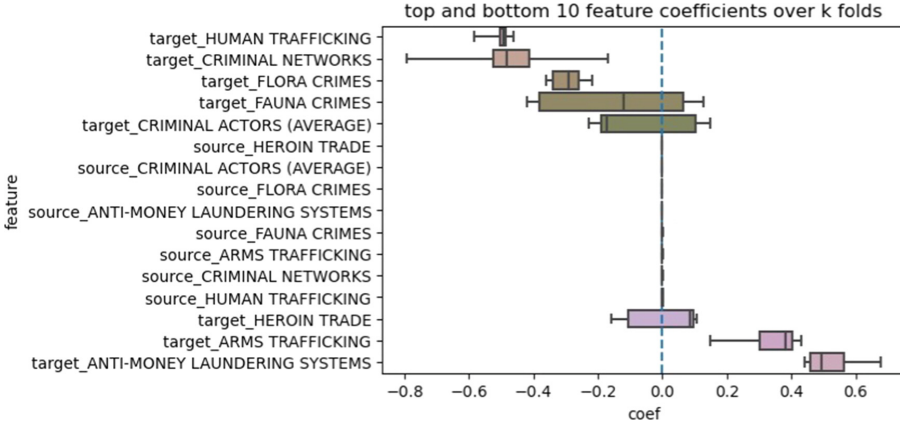 top and bottom 10 feature coefficients over k folds
target_HUMAN TRAFFICKING
target_CRIMINAL NETWORKS
target_FLORA CRIMES
target_FAUNA CRIMES
target_CRIMINAL ACTORS (AVERAGE)
source_HEROIN TRADE
source_CRIMINAL ACTORS (AVERAGE)
source_FLORA CRIMES
source_ANTI-MONEY LAUNDERING SYSTEMS
source_FAUNA CRIMES
source_ARMS TRAFFICKING
source_CRIMINAL NETWORKS
source_HUMAN TRAFFICKING
target_HEROIN TRADE
target_ARMS TRAFFICKING
target_ANTI-MONEY LAUNDERING SYSTEMS
feature
−0.8 −0.6 −0.4 −0.2 0.0 0.2 0.4 0.6
coef